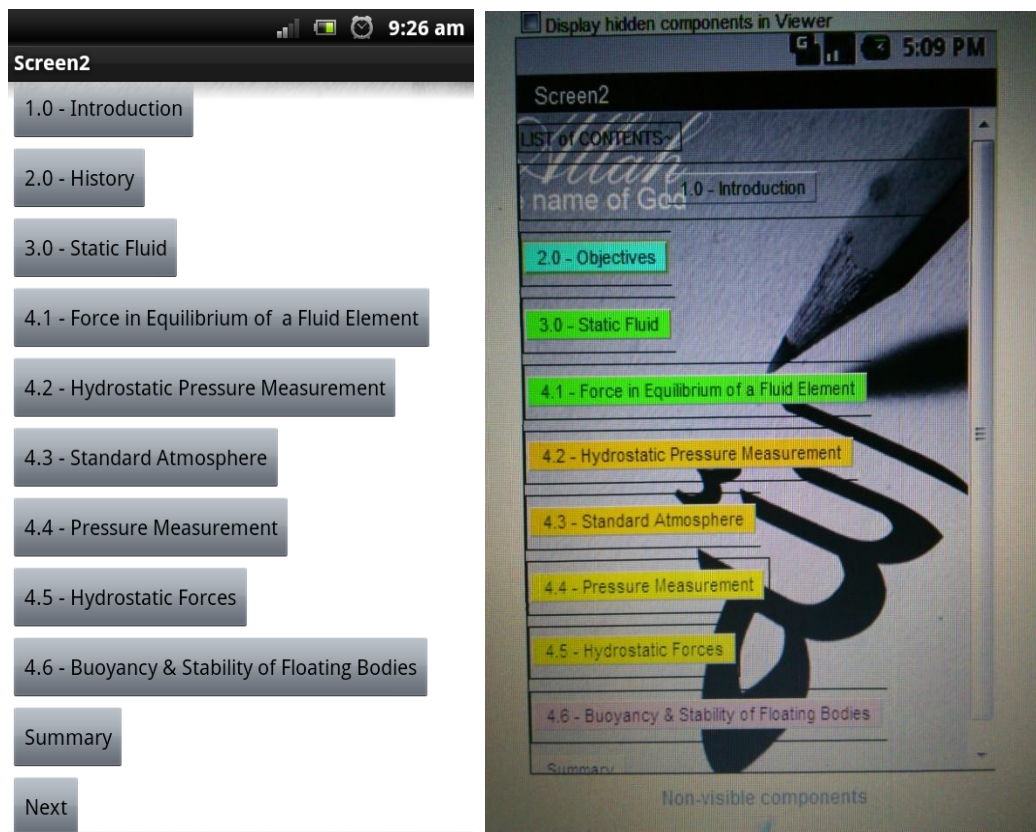 9:26 am
Screen2
1.0 - Introduction
2.0 - History
3.0 - Static Fluid
4.1 - Force in Equilibrium of a Fluid Element
4.2 - Hydrostatic Pressure Measurement
4.3 - Standard Atmosphere
4.4 - Pressure Measurement
4.5 - Hydrostatic Forces
4.6 - Buoyancy & Stability of Floating Bodies
Summary
Next
Display hidden components in Viewer
G 5:09 PM
Screen2
LIST of CONTENTS~
Allah
name of God
1.0 - Introduction
2.0 - Objectives
3.0 - Static Fluid
4.1 - Force in Equilibrium of a Fluid Element
4.2 - Hydrostatic Pressure Measurement
4.3 - Standard Atmosphere
4.4 - Pressure Measurement
4.5 - Hydrostatic Forces
4.6 - Buoyancy & Stability of Floating Bodies
Summary
Non-visible components